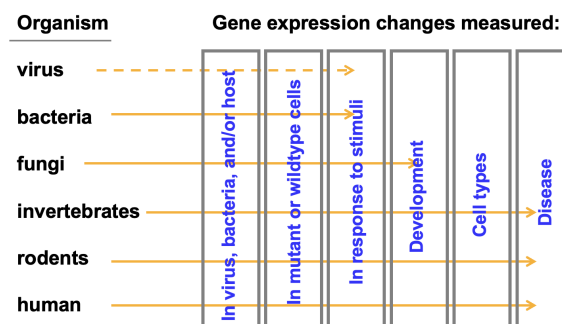 Organism
Gene expression changes measured:
virus
bacteria
fungi
invertebrates
rodents
human
In virus, bacteria, and/or host
In mutant or wildtype cells
In response to stimuli
Development
Cell types
Disease